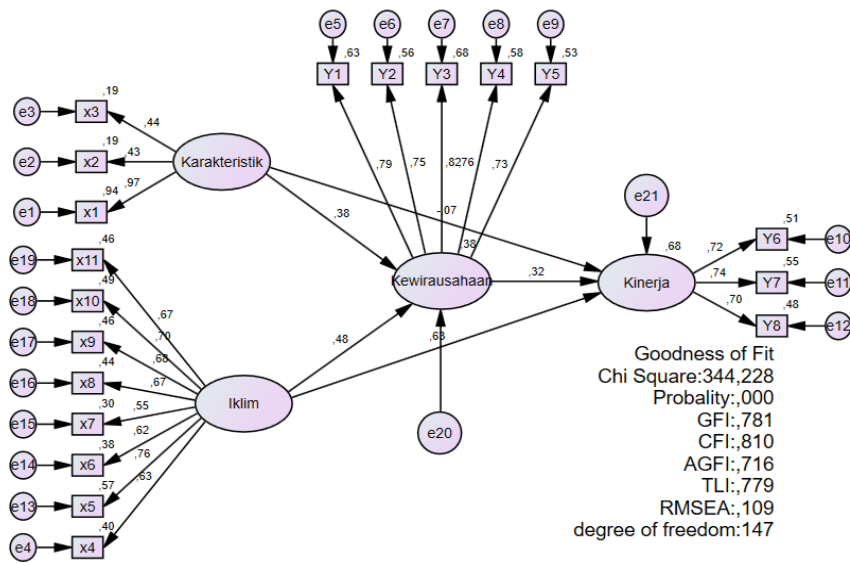 e5 e6 e7 e8 e9
,63 ,56 ,68 ,58 ,53
Y1 Y2 Y3 Y4 Y5
,19
e3 x3
,44
,19
e2 x2 ,43
Karakteristik
,97
,94
e1 x1
,79 ,75 ,8276 ,73
,38
-,07
e21
,46
e19 x11
,49
e18 x10
,46
e17 x9
,44
e16 x8
,30
e15 x7
,38
e14 x6
,57
e13 x5
,40
e4 x4
,67
,70
,68
,67
,55
,62
,76
,63
Iklim
,48
,38
Kewirausahaan
,32
,63
e20
,68
Kinerja
,72
,74
,70
,51
Y6 e10
,55
Y7 e11
,48
Y8 e12
Goodness of Fit
Chi Square:344,228
Probality:,000
GFI:,781
CFI:,810
AGFI:,716
TLI:,779
RMSEA:,109
degree of freedom:147